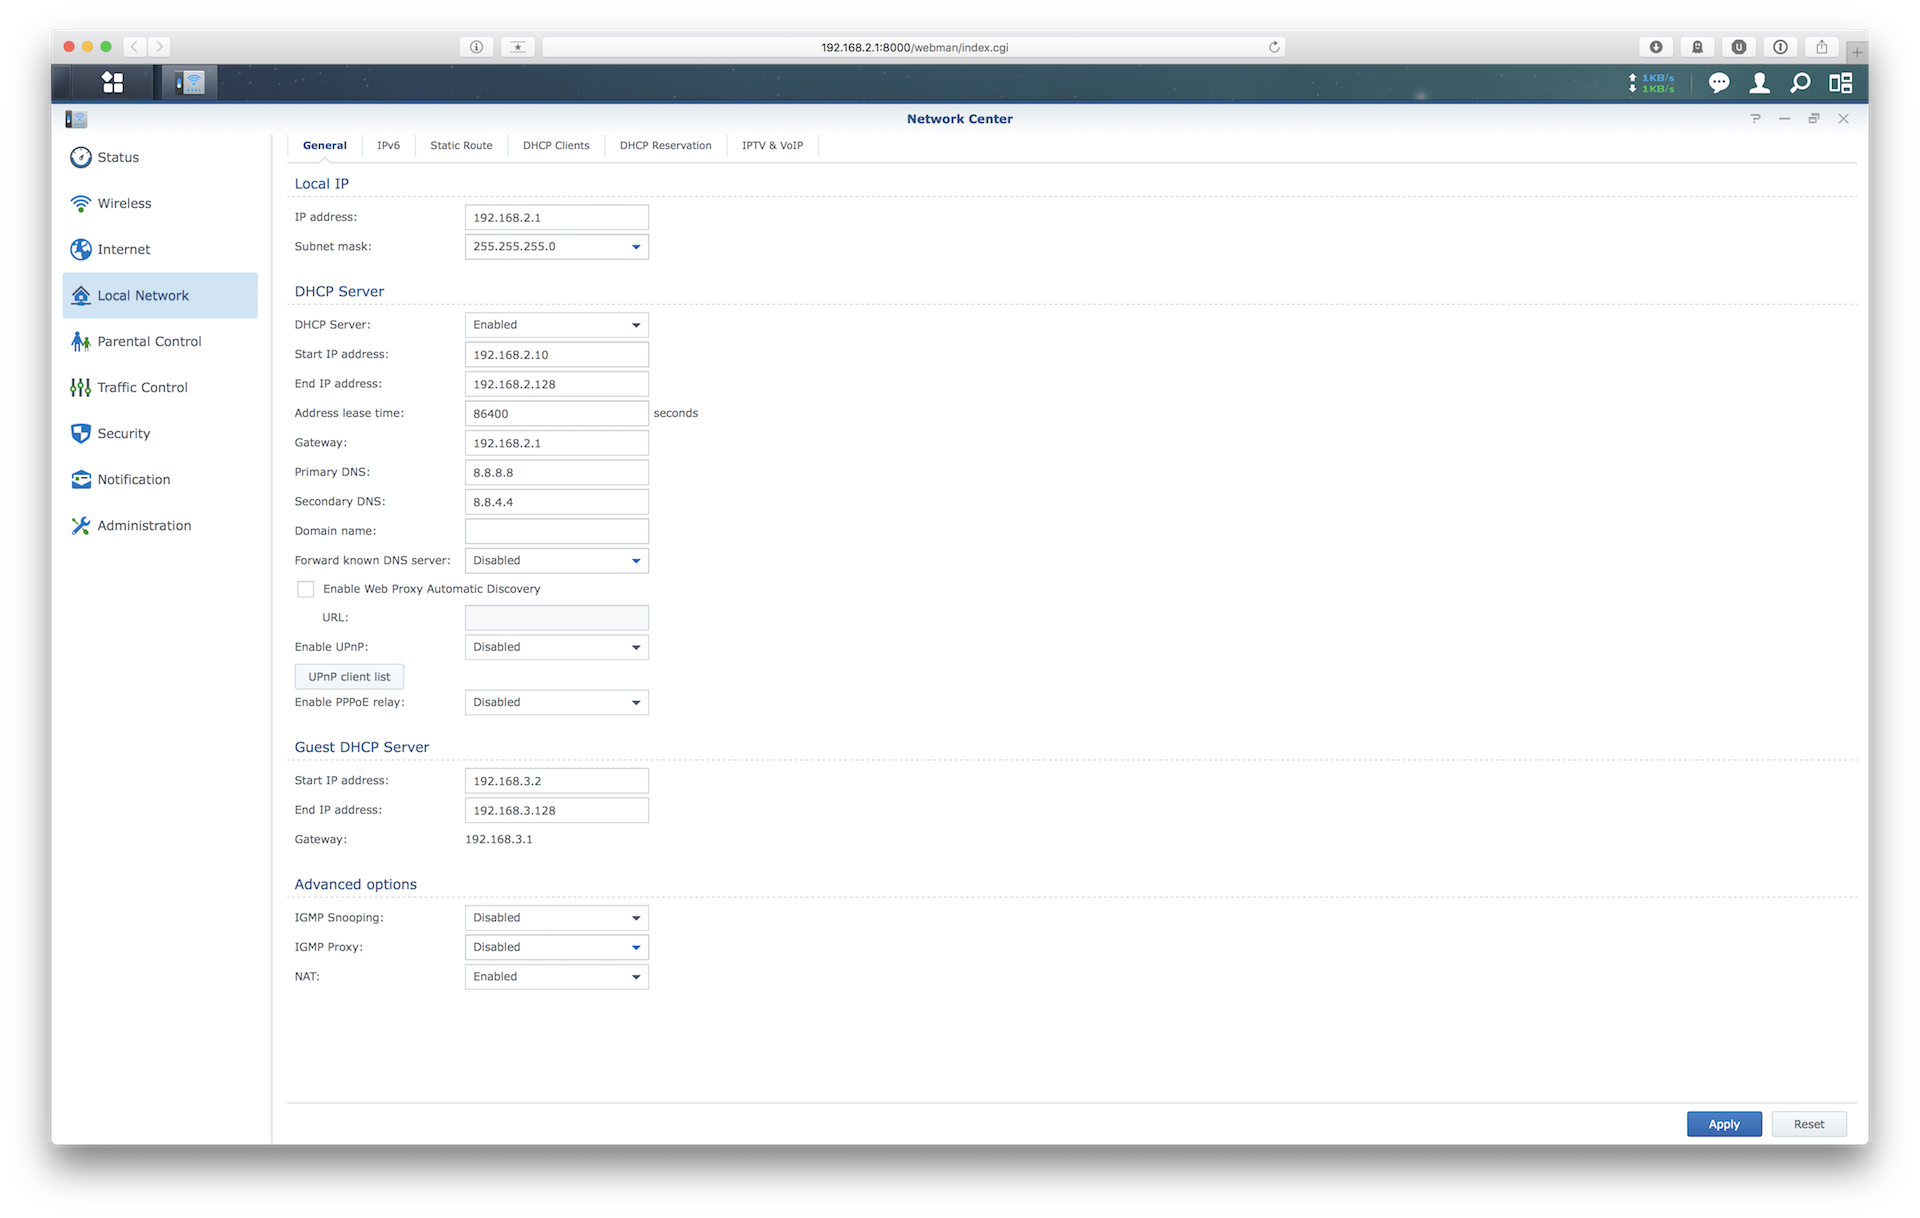 192.168.2.1:8000/webman/index.cgi
1KB/s
1KB/s
Network Center
Status
Wireless
Internet
Local Network
Parental Control
Traffic Control
Security
Notification
Administration
General IPv6 Static Route DHCP Clients DHCP Reservation IPTV & VoIP
Local IP
IP address: 192.168.2.1
Subnet mask: 255.255.255.0
DHCP Server
DHCP Server: Enabled
Start IP address: 192.168.2.10
End IP address: 192.168.2.128
Address lease time: 86400 seconds
Gateway: 192.168.2.1
Primary DNS: 8.8.8.8
Secondary DNS: 8.8.4.4
Domain name:
Forward known DNS server: Disabled
Enable Web Proxy Automatic Discovery
URL:
Enable UPnP: Disabled
UPnP client list
Enable PPPoE relay: Disabled
Guest DHCP Server
Start IP address: 192.168.3.2
End IP address: 192.168.3.128
Gateway: 192.168.3.1
Advanced options
IGMP Snooping: Disabled
IGMP Proxy: Disabled
NAT: Enabled
Apply Reset